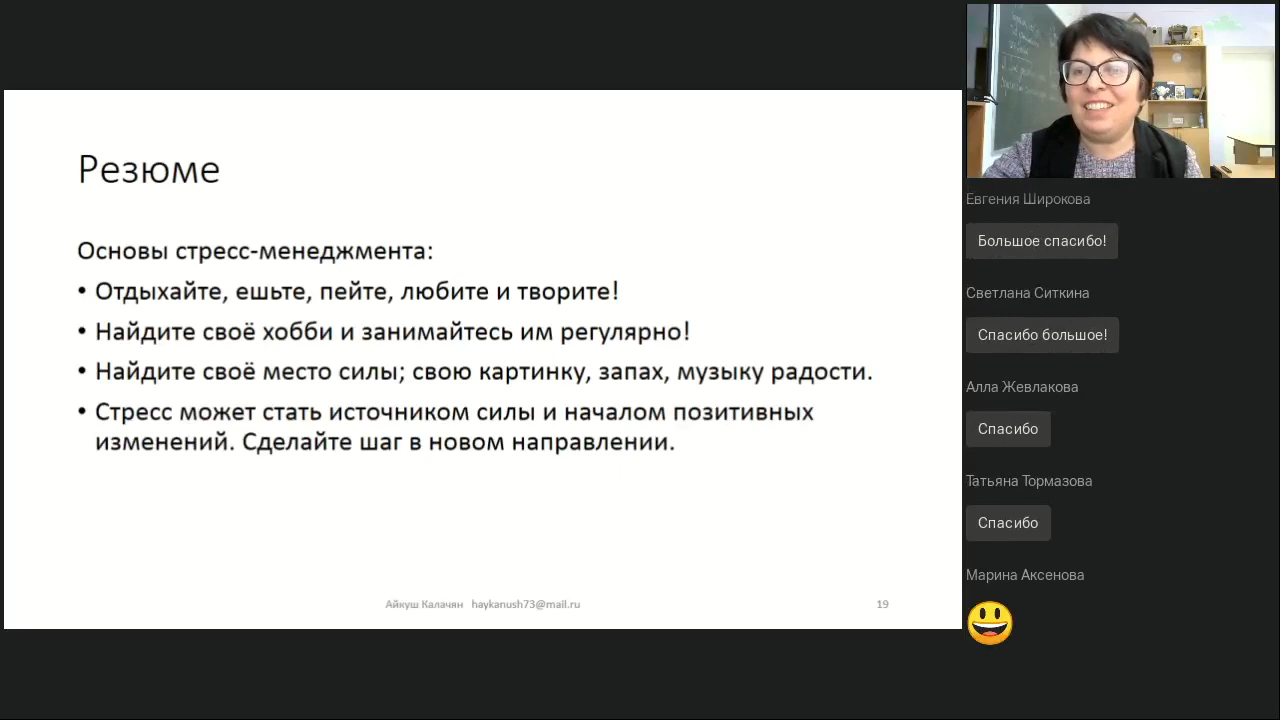 Резюме
Основы стресс-менеджмента:
• Отдыхайте, ешьте, пейте, любите и творите!
• Найдите своё хобби и занимайтесь им регулярно!
• Найдите своё место силы; свою картинку, запах, музыку радости.
• Стресс может стать источником силы и началом позитивных
изменений. Сделайте шаг в новом направлении.
Айкуш Калачян haykanush73@mail.ru
19
Евгения Широкова
Большое спасибо!
Светлана Ситкина
Спасибо большое!
Алла Жевлакова
Спасибо
Татьяна Тормазова
Спасибо
Марина Аксенова